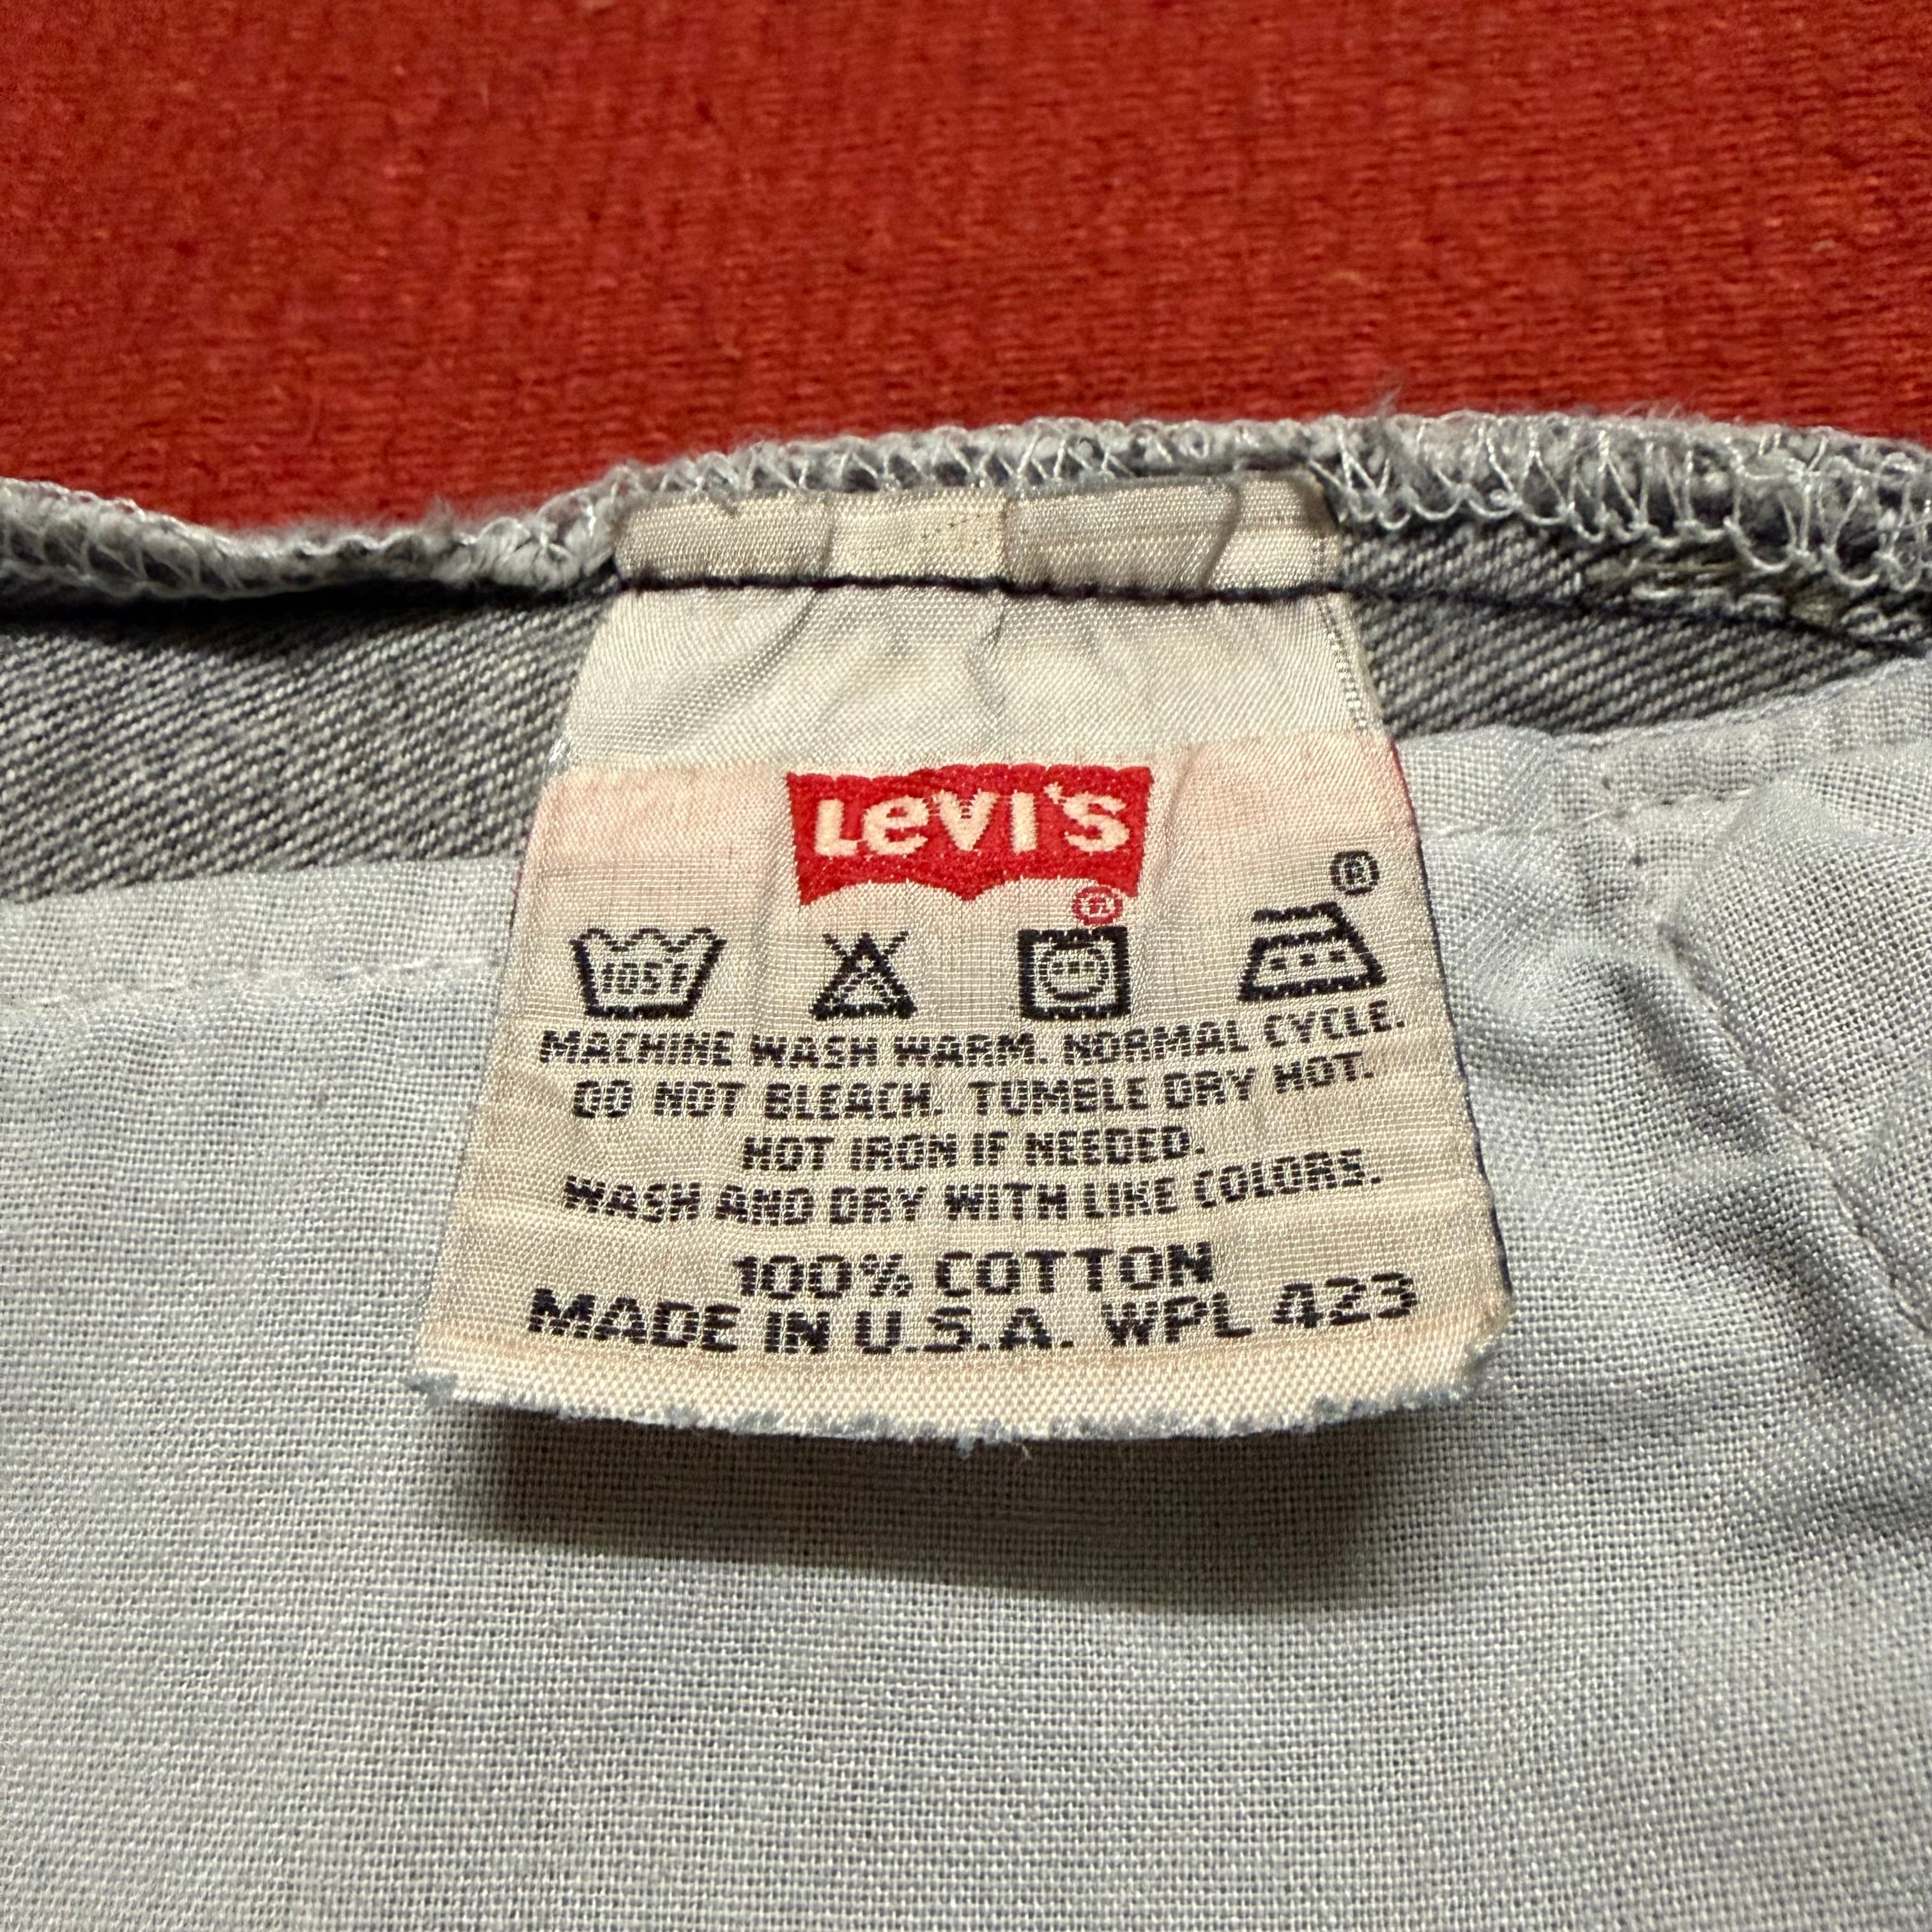 LEVI'S
®
®
105F
MACHINE WASH WARM. NORMAL CYCLE.
DO NOT BLEACH. TUMBLE DRY HOT.
HOT IRON IF NEEDED.
WASH AND DRY WITH LIKE COLORS.
100% COTTON
MADE IN U.S.A. WPL 423